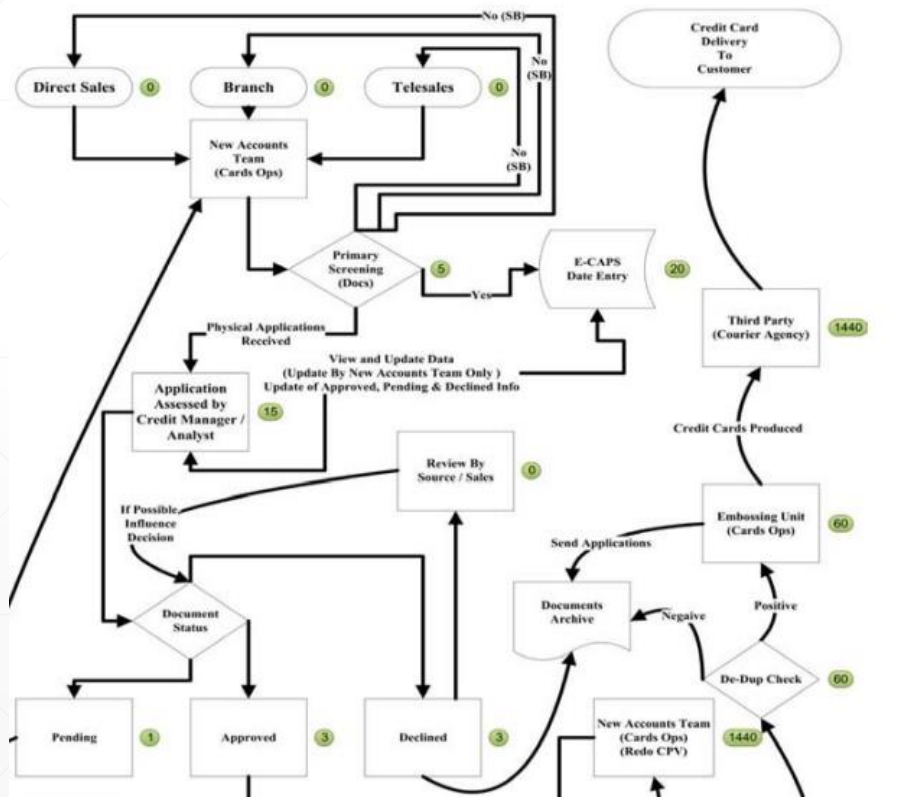 No (SB)
Credit Card
Delivery
To
Customer
Direct Sales
0
Branch
0
Telesales
0
No
(SB)
No
(SB)
New Accounts
Team
(Cards Ops)
Primary
Screening
(Docs)
5
Yes
E-CAPS
Date Entry
20
Third Party
(Courier Agency)
1440
Physical Applications
Received
View and Update Data
(Update By New Accounts Team Only )
Update of Approved, Pending & Declined Info
Application
Assessed by
Credit Manager /
Analyst
15
Credit Cards Produced
Review By
Source / Sales
0
If Possible
Influence
Decision
Embossing Unit
(Cards Ops)
60
Send Applications
Document
Status
Documents
Archive
Negaive
Positive
De-Dup Check
60
Pending
1
Approved
3
Declined
3
New Accounts Team
(Cards Ops)
(Redo CPV)
1440